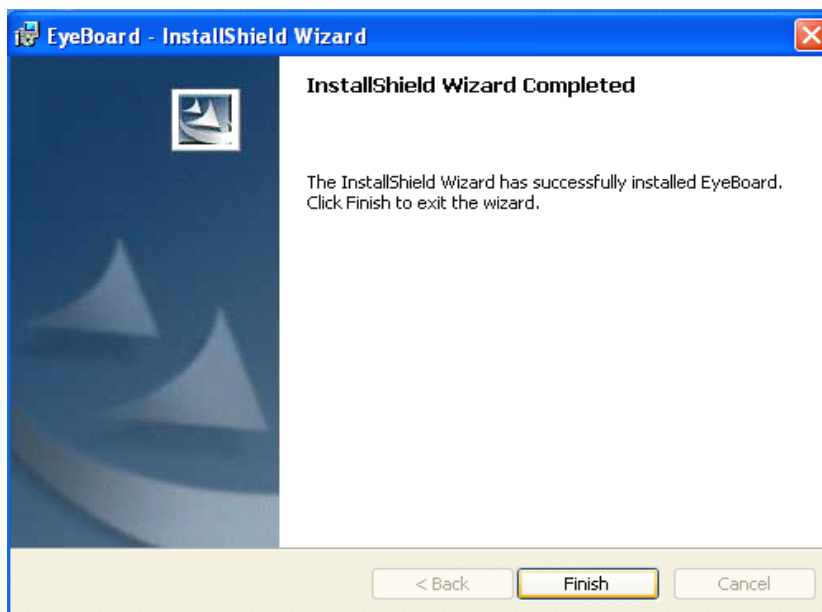 EyeBoard - InstallShield Wizard
InstallShield Wizard Completed
The InstallShield Wizard has successfully installed EyeBoard.
Click Finish to exit the wizard.
< Back
Finish
Cancel